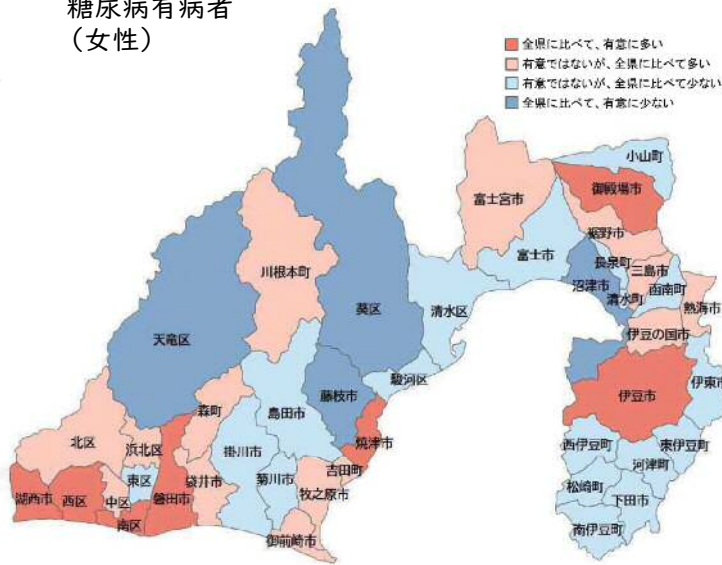 糖尿病有病者
（女性）
全県に比べて、有意に多い
有意ではないが、全県に比べて多い
有意ではないが、全県に比べて少ない
全県に比べて、有意に少ない
小山町
御殿場市
富士宮市
裾野市
富士市
長泉町
三島市
川根本町
沼津市
清水町
函南町
葵区
清水区
熱海市
天竜区
伊豆の国市
駿河区
伊東市
藤枝市
伊豆市
森町
島田市
北区
浜北区
掛川市
焼津市
西伊豆町
東伊豆町
吉田町
河津町
東区
袋井市
菊川市
湖西市
西区
中区
磐田市
牧之原市
松崎町
下田市
南区
南伊豆町
御前崎市